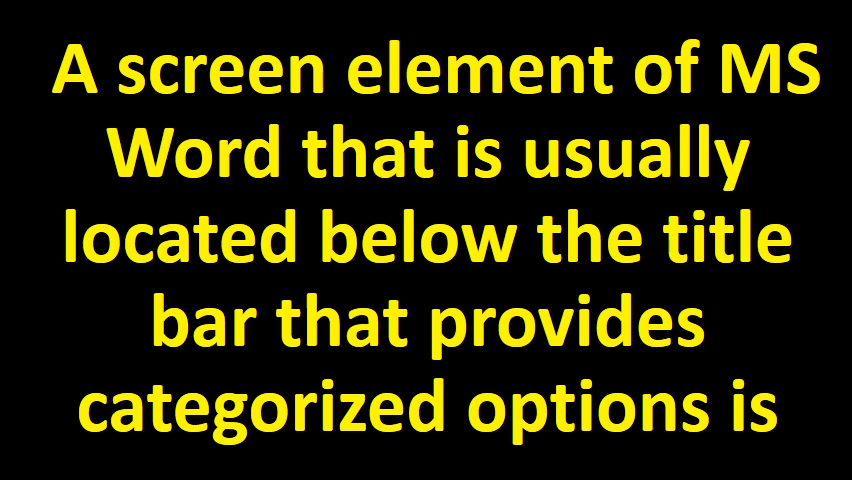 A screen element of MS
Word that is usually
located below the title
bar that provides
categorized options is